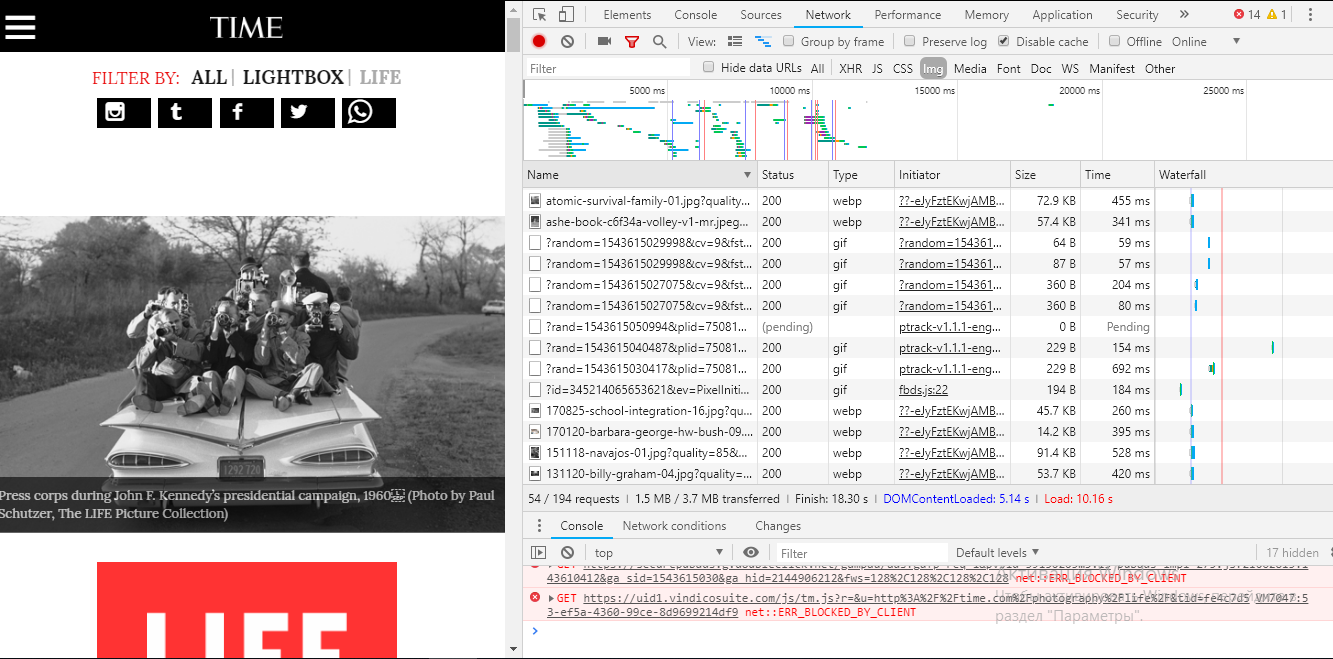 TIME
FILTER BY: ALL | LIGHTBOX | LIFE
1292 720
Press corps during John F. Kennedy's presidential campaign, 1960 (Photo by Paul
Schutzer, The LIFE Picture Collection)
LIFE
Elements Console Sources Network Performance Memory Application Security » 14 1
View: Group by frame Preserve log Disable cache Offline Online
Filter Hide data URLs All XHR JS CSS Img Media Font Doc WS Manifest Other
5000 ms 10000 ms 15000 ms 20000 ms 25000 ms
Name Status Type Initiator Size Time Waterfall
atomic-survival-family-01.jpg?quality... 200 webp ??-eJyFztEKwjAMB... 72.9 KB 455 ms
ashe-book-c6f34a-volley-v1-mr.jpeg... 200 webp ??-eJyFztEKwjAMB... 57.4 KB 341 ms
?random=1543615029998&cv=9&fst... 200 gif ?random=154361... 64 B 59 ms
?random=1543615029998&cv=9&fst... 200 gif ?random=154361... 87 B 57 ms
?random=1543615027075&cv=9&fst... 200 gif ?random=154361... 360 B 204 ms
?random=1543615027075&cv=9&fst... 200 gif ?random=154361... 360 B 80 ms
?rand=1543615050994&plid=75081... (pending) ptrack-v1.1.1-eng... 0 B Pending
?rand=1543615040487&plid=75081... 200 gif ptrack-v1.1.1-eng... 229 B 154 ms
?rand=1543615030417&plid=75081... 200 gif ptrack-v1.1.1-eng... 229 B 692 ms
?id=345214065653621&ev=PixelIniti... 200 gif fbds.js:22 194 B 184 ms
170825-school-integration-16.jpg?qu... 200 webp ??-eJyFztEKwjAMB... 45.7 KB 260 ms
170120-barbara-george-hw-bush-09.... 200 webp ??-eJyFztEKwjAMB... 14.2 KB 395 ms
151118-navajos-01.jpg?quality=85&... 200 webp ??-eJyFztEKwjAMB... 91.4 KB 528 ms
131120-billy-graham-04.jpg?quality=... 200 webp ??-eJyFztEKwjAMB... 53.7 KB 420 ms
54 / 194 requests | 1.5 MB / 3.7 MB transferred | Finish: 18.30 s | DOMContentLoaded: 5.14 s | Load: 10.16 s
Console Network conditions Changes
top Filter Default levels 17 hidden
143610412&ga_sid=1543615030&ga_hid=2144906212&fws=128%2C128%2C128%2C128 net::ERR_BLOCKED_BY_CLIENT
GET https://uid1.vindicosuite.com/js/tm.js?r=&u=http%3A%2F%2Ftime.com%2Fphotography%2Flife%2F&tid=fe4c7d5 VM7047:5
3-ef5a-4360-99ce-8d9699214df9 net::ERR_BLOCKED_BY_CLIENT
Активация Windows
раздел "Параметры".